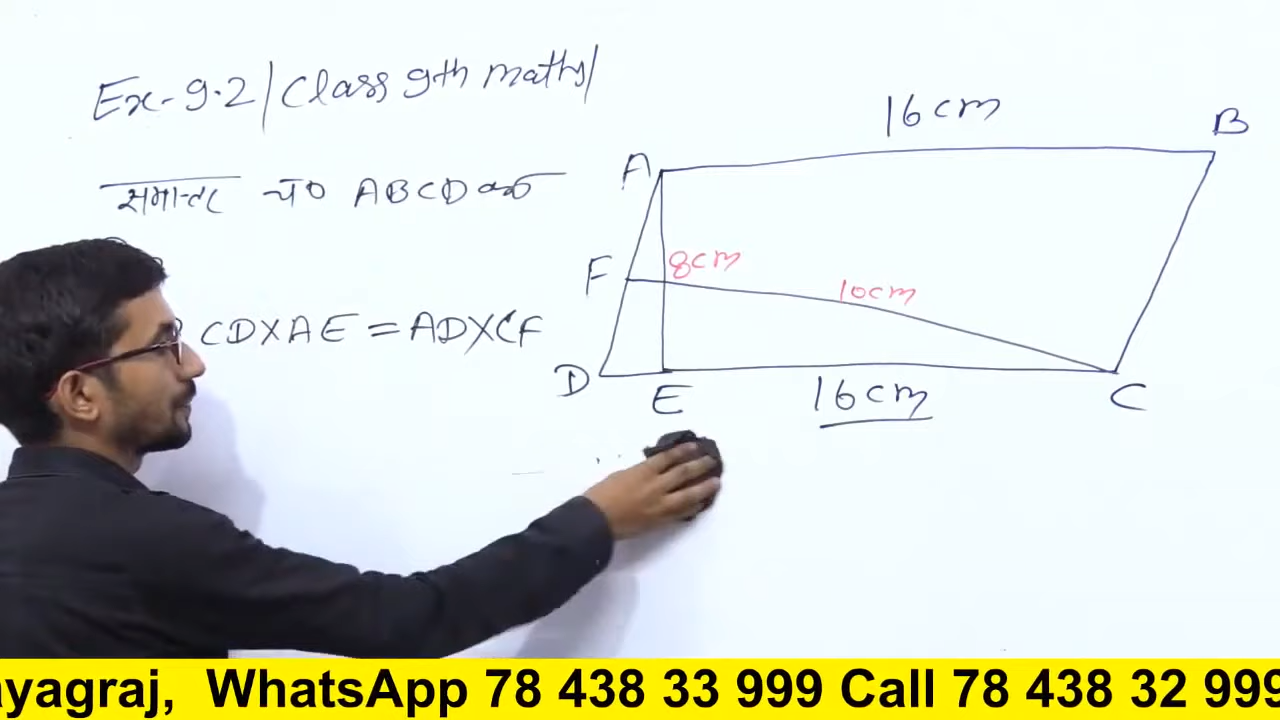 Ex-9.2/Class 9th maths/
समान्तर च० ABCD का
CD×AE=AD×CF
16cm
A
B
F
8cm
10cm
D
E
16cm
C
ayagraj, WhatsApp 78 438 33 999 Call 78 438 32 999